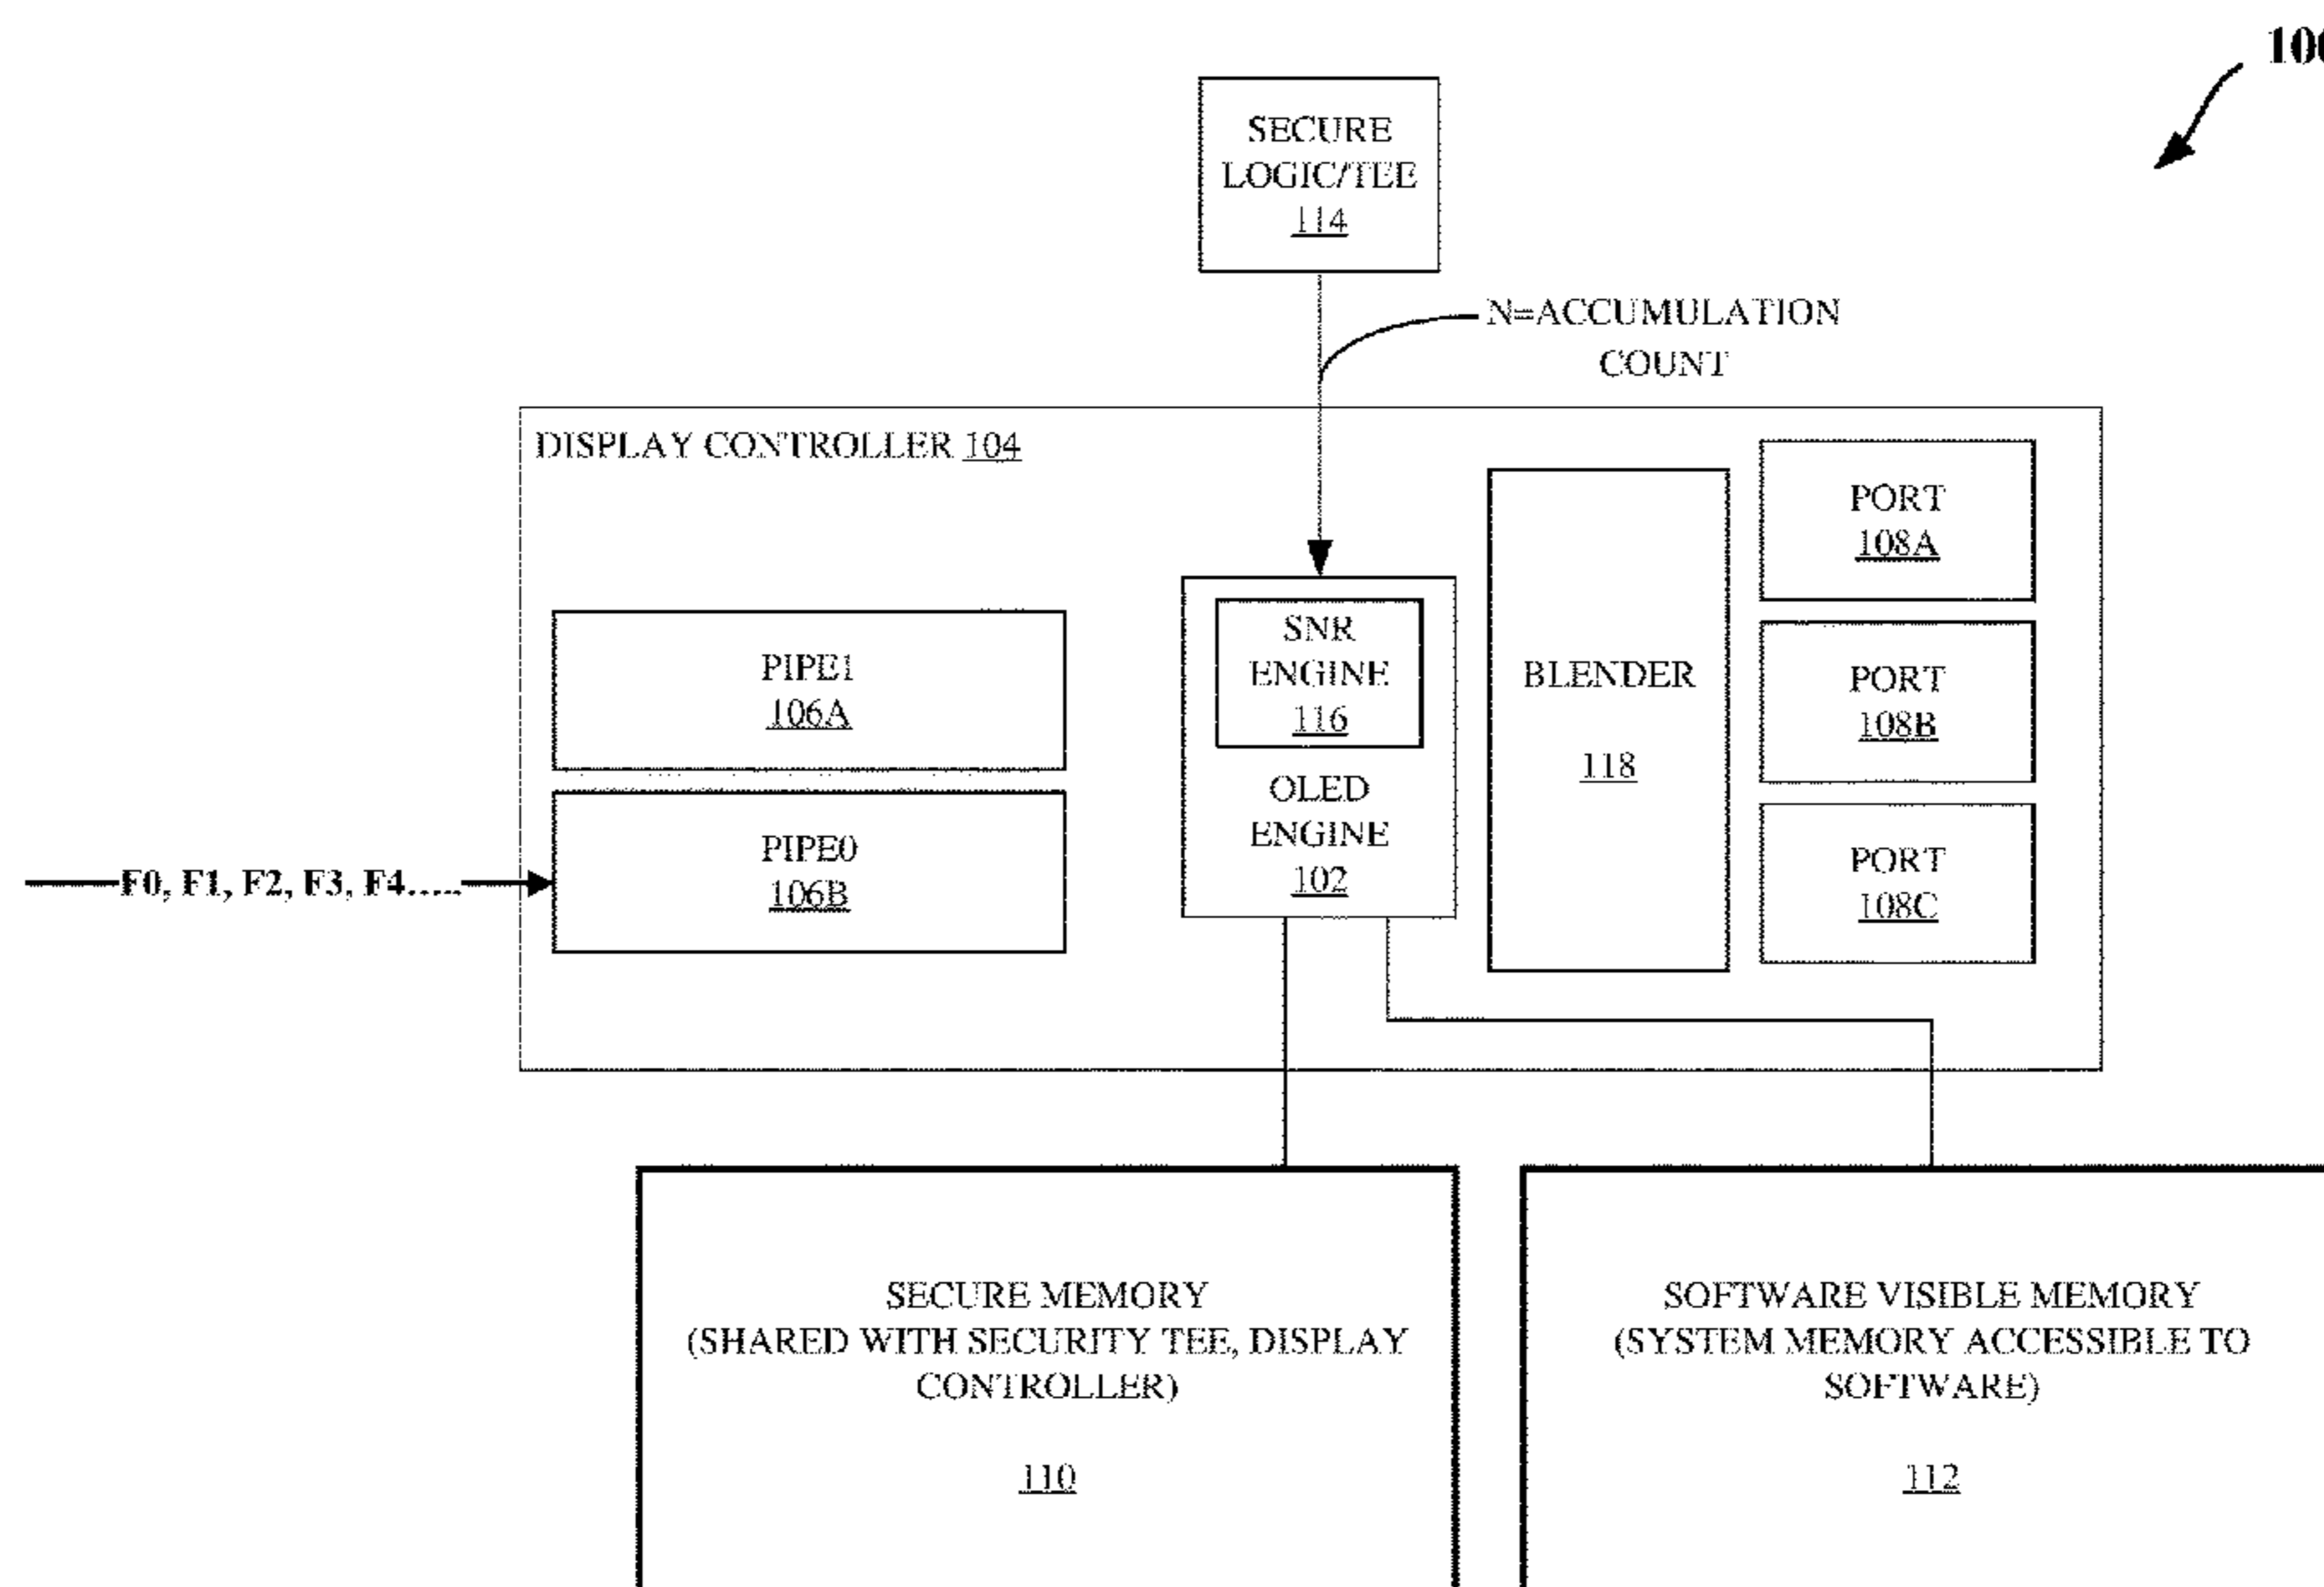 100
SECURE
LOGIC/TEE
114
N=ACCUMULATION
COUNT
DISPLAY CONTROLLER 104
PORT
108A
SNR
ENGINE
116
PIPE1
106A
BLENDER
118
PORT
108B
OLED
ENGINE
102
PIPE0
106B
F0, F1, F2, F3, F4.....
PORT
108C
SECURE MEMORY
(SHARED WITH SECURITY TEE, DISPLAY
CONTROLLER)
110
SOFTWARE VISIBLE MEMORY
(SYSTEM MEMORY ACCESSIBLE TO
SOFTWARE)
112